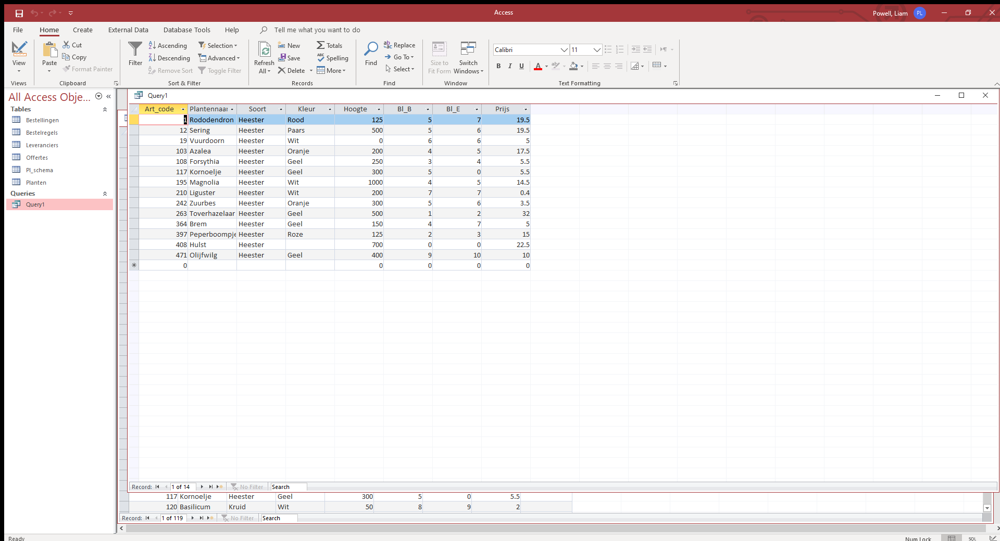 Access
Powell, Liam PL
File Home Create External Data Database Tools Help Tell me what you want to do
View
Views
Paste
Cut
Copy
Format Painter
Clipboard
Filter
Ascending
Descending
Remove Sort
Selection
Advanced
Toggle Filter
Sort & Filter
Refresh
All
New
Save
Delete
Totals
Spelling
More
Records
Find
Replace
Go To
Select
Find
Size to
Fit Form
Switch
Windows
Window
Calibri 11
B I U A
Text Formatting
All Access Obje...
Tables
Bestellingen
Bestelregels
Leveranciers
Offertes
Pl_schema
Planten
Queries
Query1
Query1
Art_code Plantennaar Soort Kleur Hoogte Bl_B Bl_E Prijs
1 Rododendron Heester Rood 125 5 7 19.5
12 Sering Heester Paars 500 5 6 19.5
19 Vuurdoorn Heester Wit 0 6 6 5
103 Azalea Heester Oranje 200 4 5 17.5
108 Forsythia Heester Geel 250 3 4 5.5
117 Kornoelje Heester Geel 300 5 0 5.5
195 Magnolia Heester Wit 1000 4 5 14.5
210 Liguster Heester Wit 200 7 7 0.4
242 Zuurbes Heester Oranje 300 5 6 3.5
263 Toverhazelaar Heester Geel 500 1 2 32
364 Brem Heester Geel 150 4 7 5
397 Peperboompje Heester Roze 125 2 3 15
408 Hulst Heester 700 0 0 22.5
471 Olijfwilg Heester Geel 400 9 10 10
* 0 0 0 0 0
Record: 1 of 14 No Filter Search
117 Kornoelje Heester Geel 300 5 0 5.5
120 Basilicum Kruid Wit 50 8 9 2
Record: 1 of 119 No Filter Search
Ready
Num Lock SQL